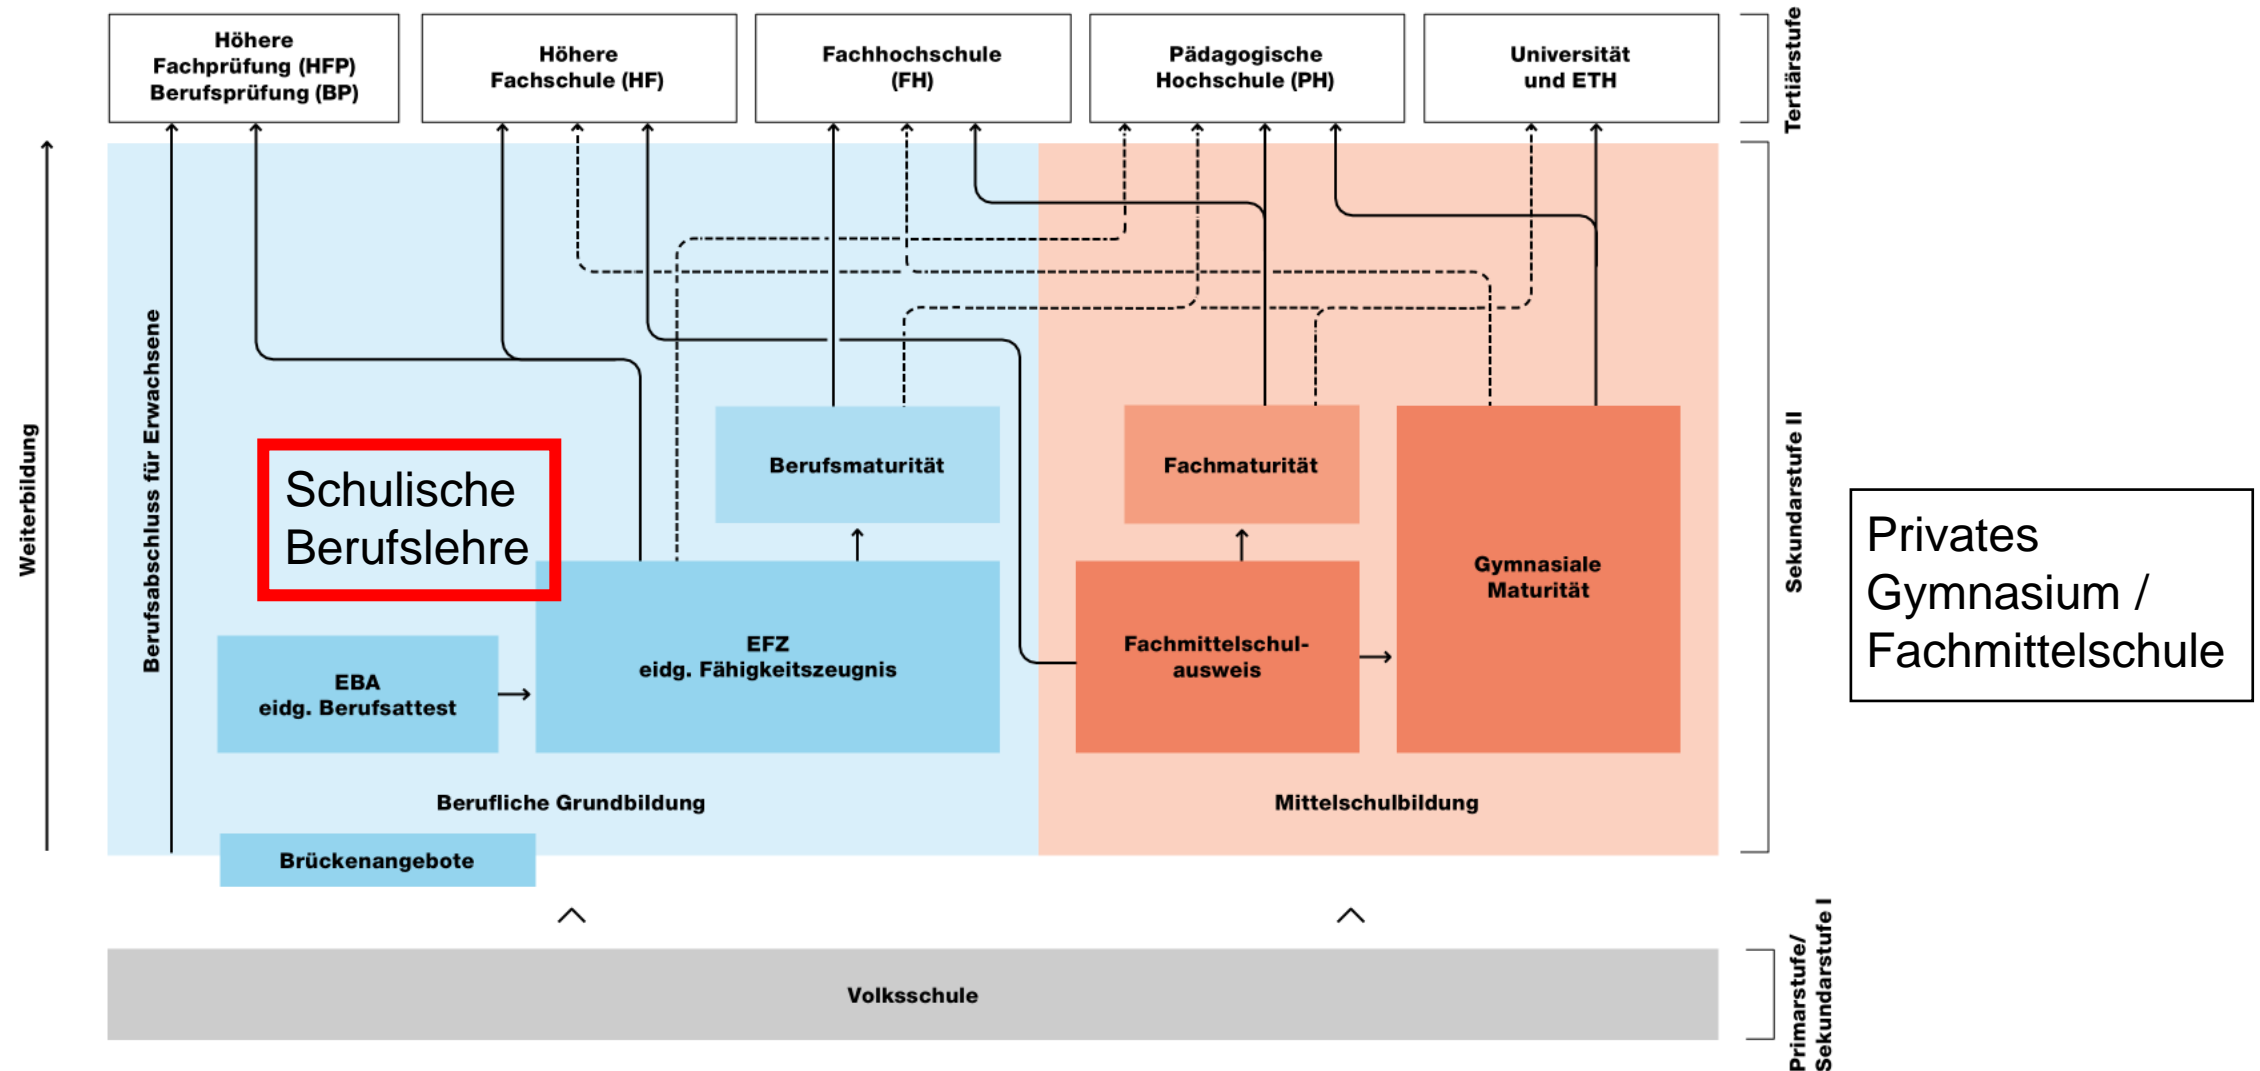 Höhere
Fachprüfung (HFP)
Berufsprüfung (BP)
Höhere
Fachschule (HF)
Fachhochschule
(FH)
Pädagogische
Hochschule (PH)
Universität
und ETH
Tertiärstufe
Weiterbildung
Berufsabschluss für Erwachsene
Schulische
Berufslehre
Berufsmaturität
Fachmaturität
Gymnasiale
Maturität
EBA
eidg. Berufsattest
EFZ
eidg. Fähigkeitszeugnis
Fachmittelschul-
ausweis
Sekundarstufe II
Privates
Gymnasium /
Fachmittelschule
Berufliche Grundbildung
Mittelschulbildung
Brückenangebote
Volksschule
Primarstufe/
Sekundarstufe I